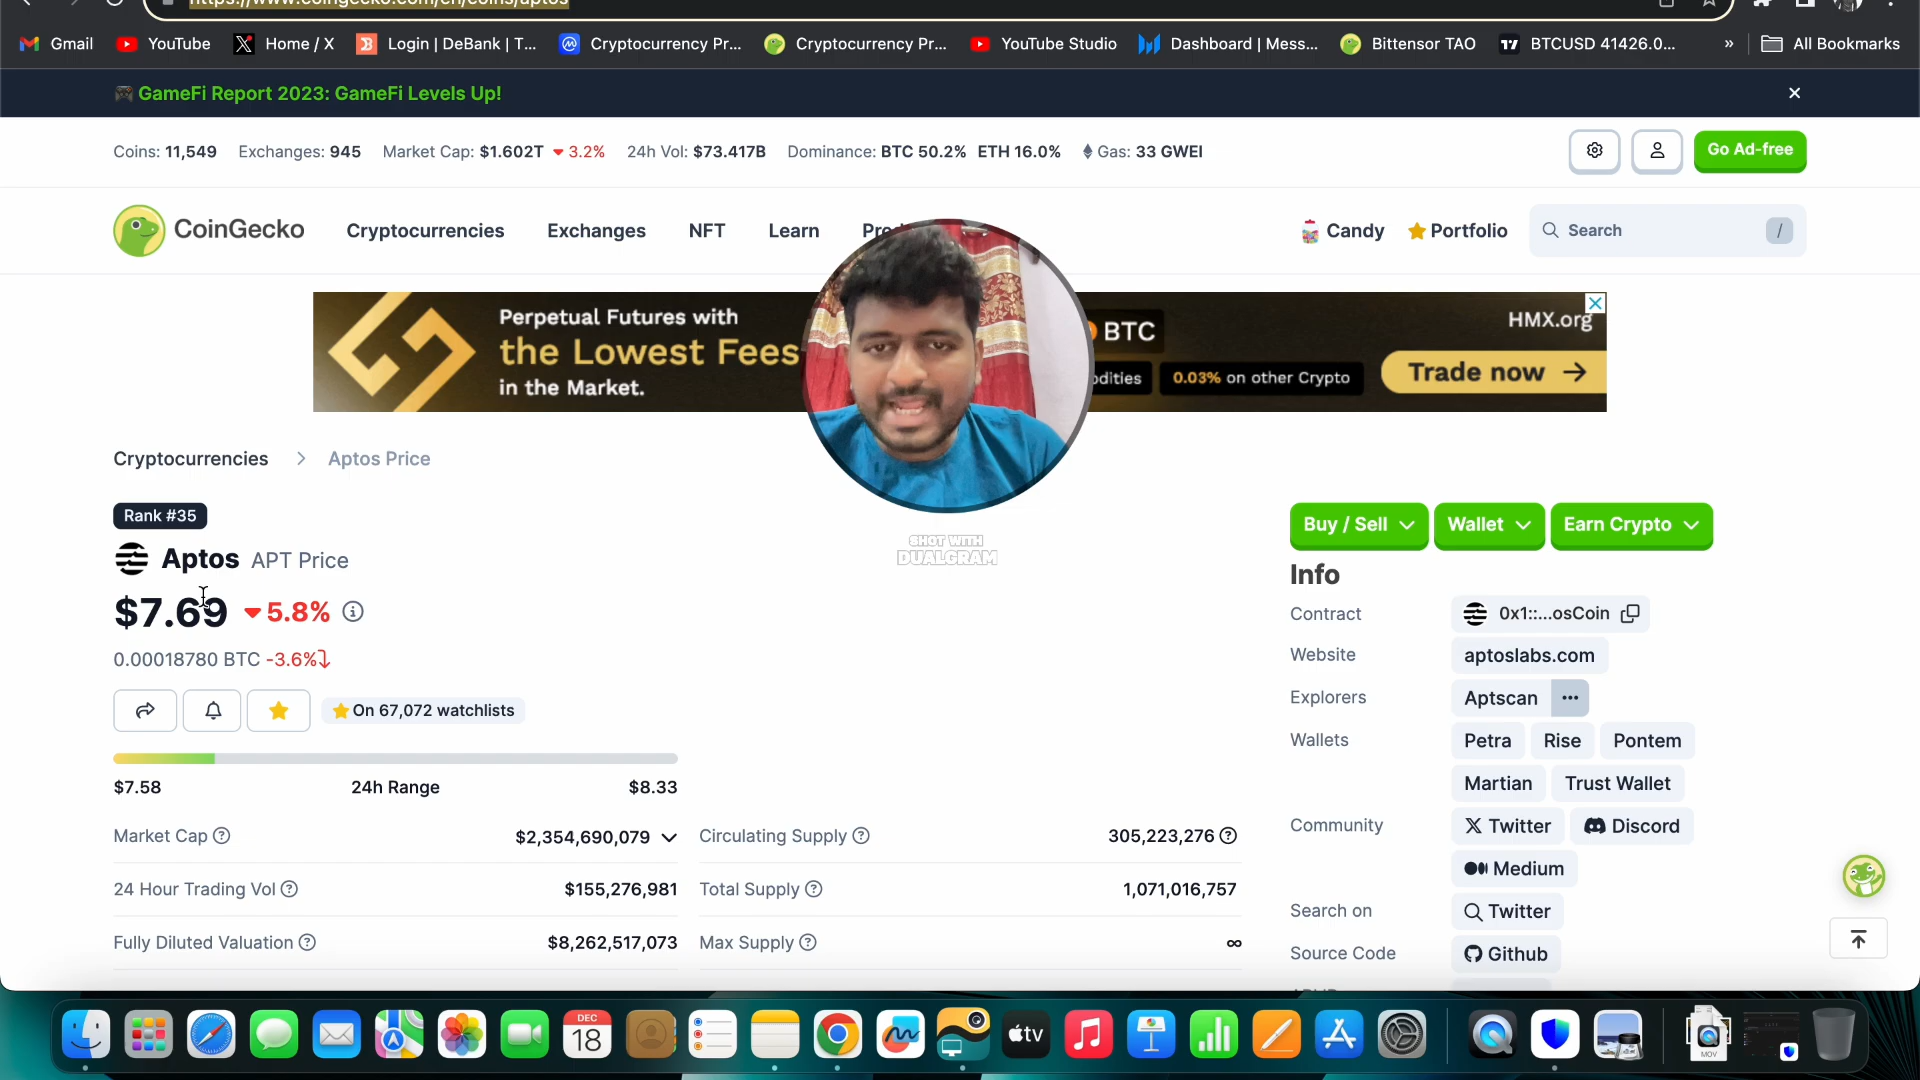 https://www.coingecko.com/en/coins/aptos
Gmail YouTube Home / X Login | DeBank | T... Cryptocurrency Pr... Cryptocurrency Pr... YouTube Studio Dashboard | Mess... Bittensor TAO BTCUSD 41426.0... » All Bookmarks
GameFi Report 2023: GameFi Levels Up!
Coins: 11,549 Exchanges: 945 Market Cap: $1.602T 3.2% 24h Vol: $73.417B Dominance: BTC 50.2% ETH 16.0% Gas: 33 GWEI
Go Ad-free
CoinGecko Cryptocurrencies Exchanges NFT Learn Candy Portfolio Search /
Perpetual Futures with
the Lowest Fees
in the Market.
BTC
0.03% on other Crypto
HMX.org
Trade now →
Cryptocurrencies > Aptos Price
Rank #35
Aptos APT Price
$7.69 5.8%
0.00018780 BTC -3.6%
On 67,072 watchlists
$7.58 24h Range $8.33
Market Cap $2,354,690,079
Circulating Supply 305,223,276
24 Hour Trading Vol $155,276,981
Total Supply 1,071,016,757
Fully Diluted Valuation $8,262,517,073
Max Supply ∞
SHOT WITH
DUALGRAM
Buy / Sell Wallet Earn Crypto
Info
Contract 0x1::...osCoin
Website aptoslabs.com
Explorers Aptscan ...
Wallets Petra Rise Pontem
Martian Trust Wallet
Community Twitter Discord
Medium
Search on Twitter
Source Code Github
DEC
18
tv
MOV